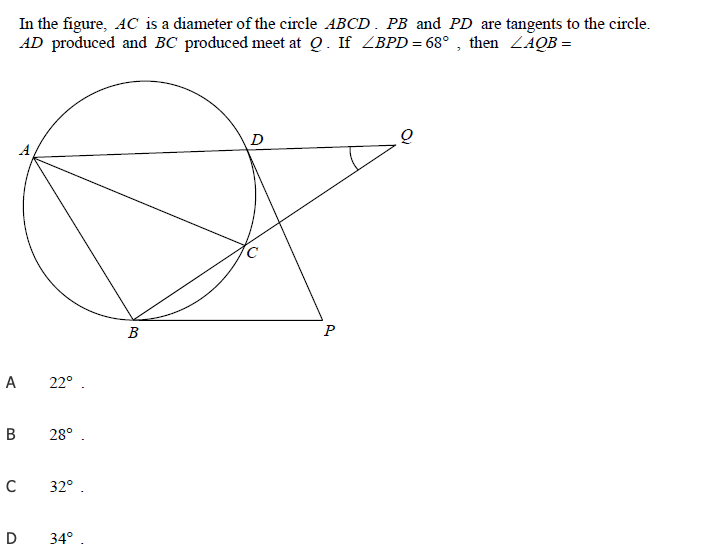 In the figure, AC is a diameter of the circle ABCD. PB and PD are tangents to the circle.
AD produced and BC produced meet at Q. If ∠BPD = 68°, then ∠AQB =
Q
D
A
C
B
P
A 22°.
B 28°.
C 32°.
D 34°.